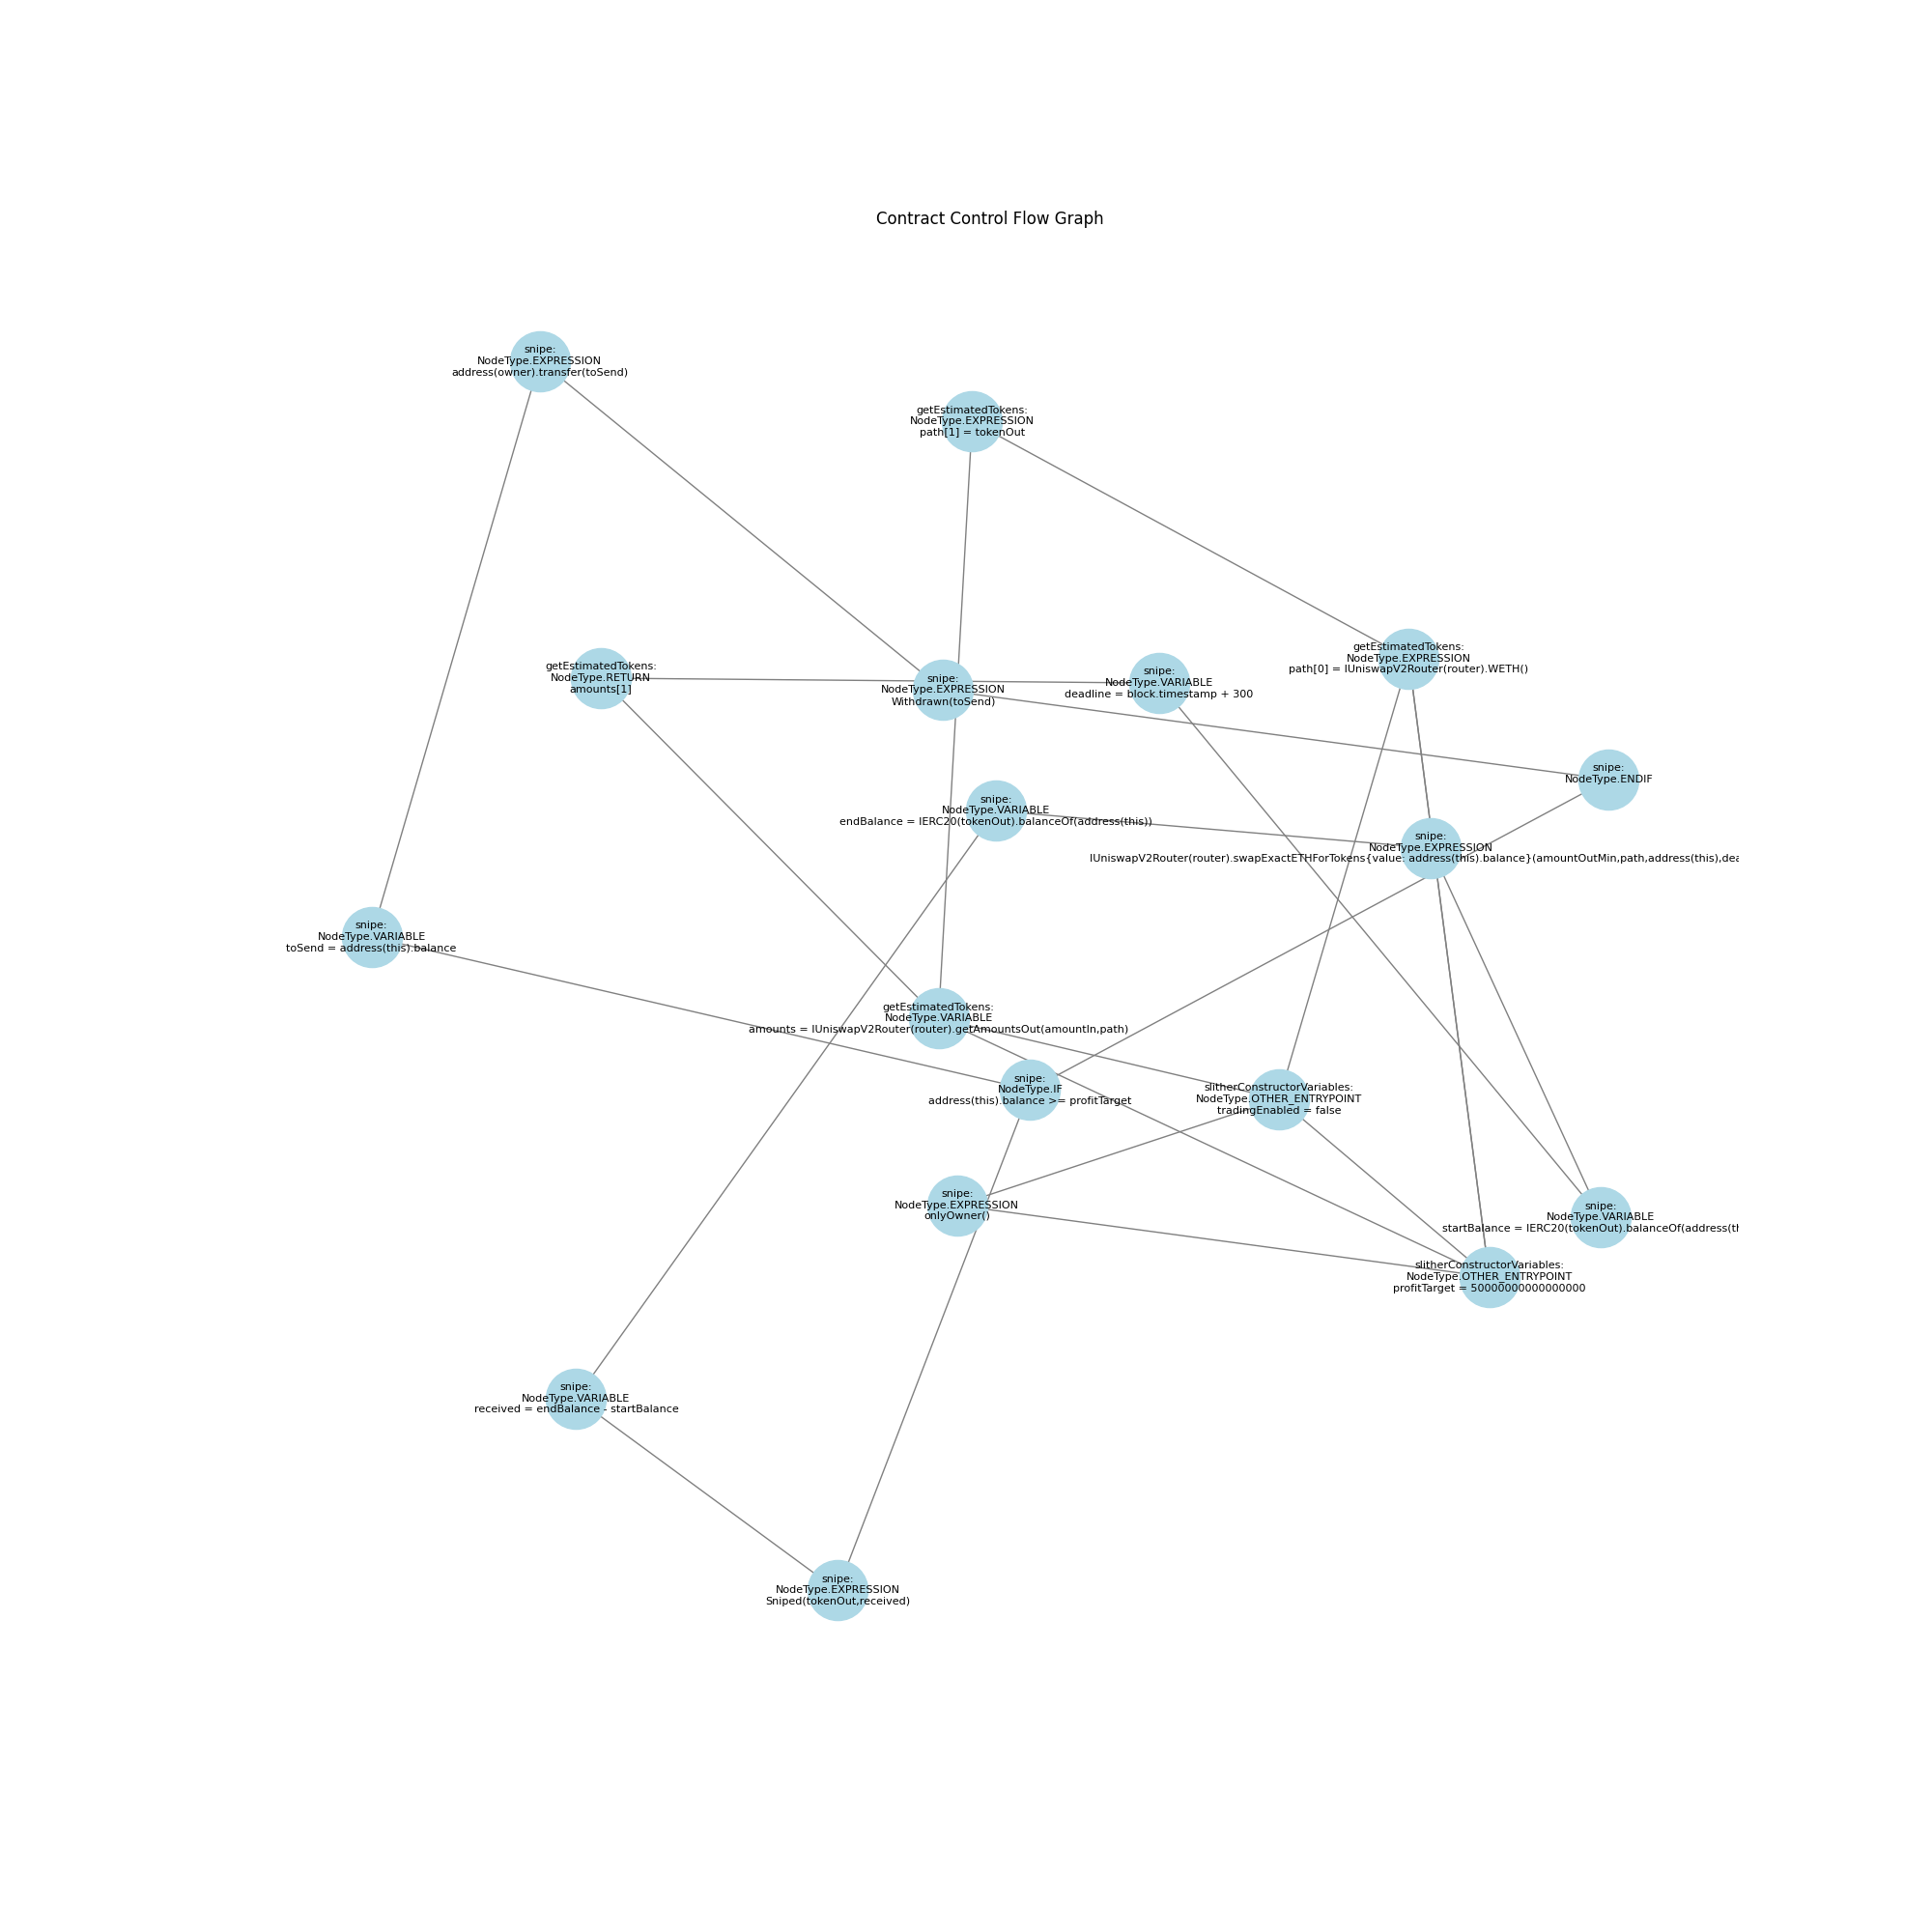 Contract Control Flow Graph
snipe:
NodeType.EXPRESSION
address(owner).transfer(toSend)
getEstimatedTokens:
NodeType.EXPRESSION
path[1] = tokenOut
getEstimatedTokens:
NodeType.EXPRESSION
path[0] = IUniswapV2Router(router).WETH()
getEstimatedTokens:
NodeType.RETURN
amounts[1]
snipe:
NodeType.EXPRESSION
Withdrawn(toSend)
snipe:
NodeType.VARIABLE
deadline = block.timestamp + 300
snipe:
NodeType.ENDIF
snipe:
NodeType.VARIABLE
endBalance = IERC20(tokenOut).balanceOf(address(this))
snipe:
NodeType.EXPRESSION
IUniswapV2Router(router).swapExactETHForTokens{value: address(this).balance}(amountOutMin,path,address(this),dea
snipe:
NodeType.VARIABLE
toSend = address(this).balance
getEstimatedTokens:
NodeType.VARIABLE
amounts = IUniswapV2Router(router).getAmountsOut(amountIn,path)
snipe:
NodeType.IF
address(this).balance >= profitTarget
slitherConstructorVariables:
NodeType.OTHER_ENTRYPOINT
tradingEnabled = false
snipe:
NodeType.EXPRESSION
onlyOwner()
snipe:
NodeType.VARIABLE
startBalance = IERC20(tokenOut).balanceOf(address(th
slitherConstructorVariables:
NodeType.OTHER_ENTRYPOINT
profitTarget = 50000000000000000
snipe:
NodeType.VARIABLE
received = endBalance - startBalance
snipe:
NodeType.EXPRESSION
Sniped(tokenOut,received)